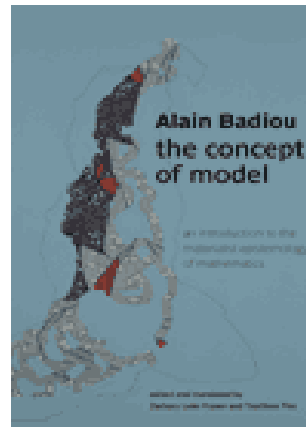 Alain Badiou
the concept
of model
an introduction to the
materialist epistemology
of mathematics